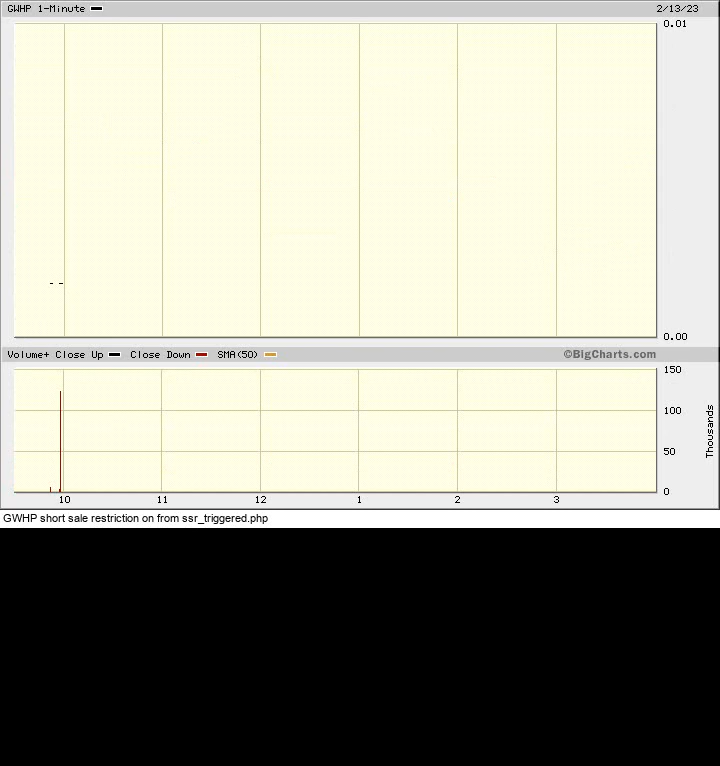 GWHP 1-Minute 2/13/23
0.01
0.00
Volume+ Close Up Close Down SMA(50) ©BigCharts.com
150
100
50
0
Thousands
10 11 12 1 2 3
GWHP short sale restriction on from ssr_triggered.php